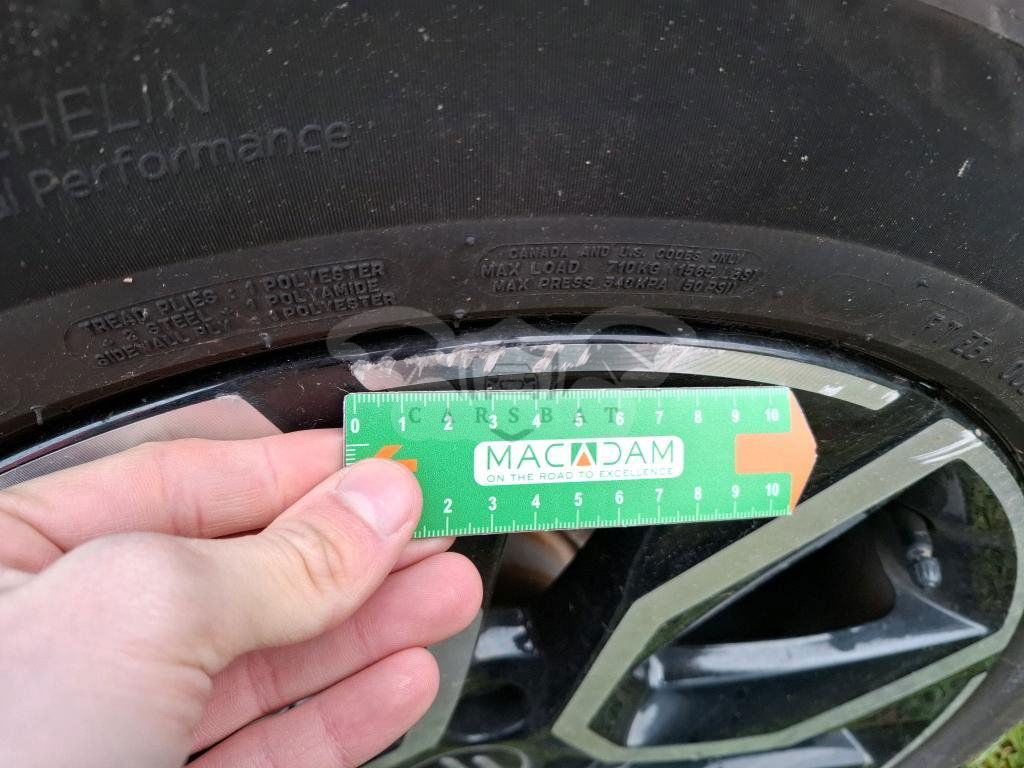 HELIN
Performance
TREAD PLIES : 1 POLYESTER
2 STEEL + 1 POLYAMIDE
SIDEWALL PLY : 1 POLYESTER
CANADA AND U.S. CODES ONLY
MAX LOAD 710KG (1565 LBS)
MAX PRESS 340KPA (50PSI)
0 1 2 3 4 5 6 7 8 9 10
CARSBAT
MACADAM
ON THE ROAD TO EXCELLENCE
2 3 4 5 6 7 8 9 10